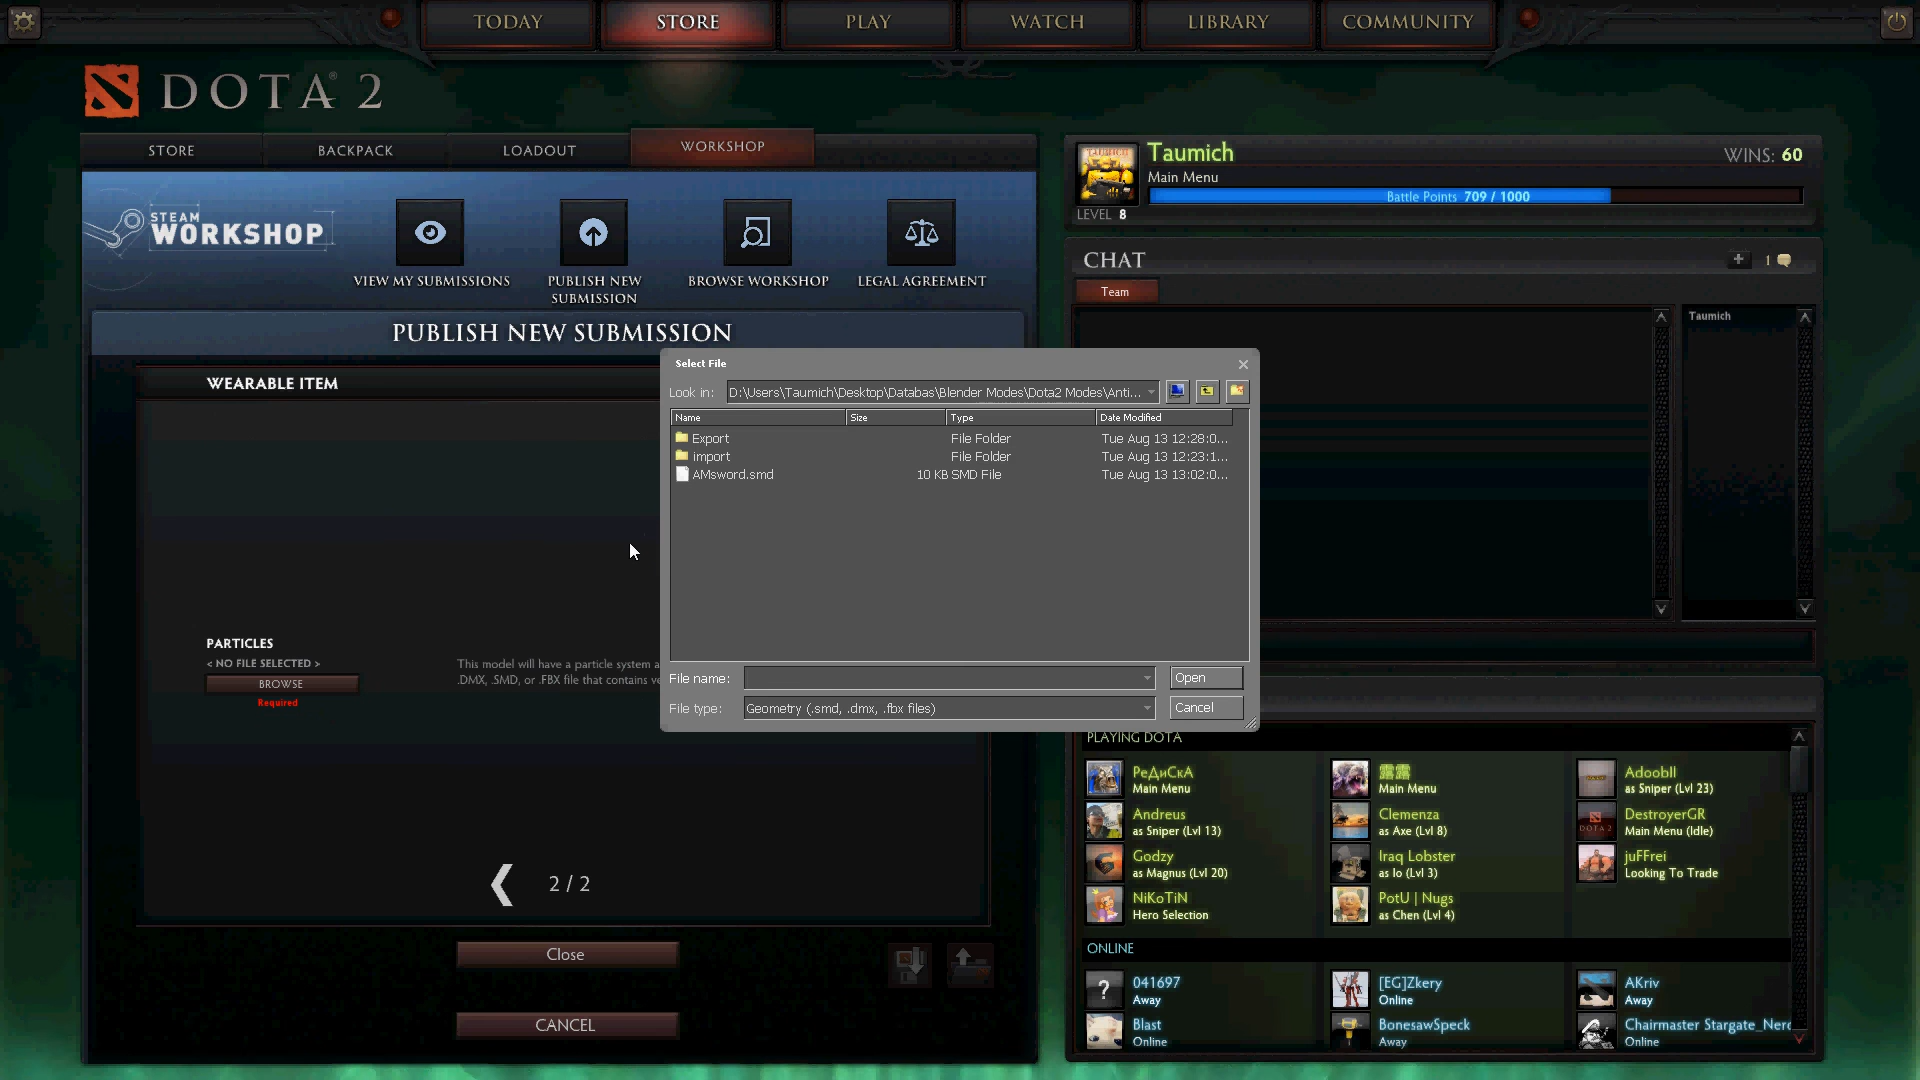 TODAY
STORE
PLAY
WATCH
LIBRARY
COMMUNITY
DOTA® 2
STORE
BACKPACK
LOADOUT
WORKSHOP
STEAM
WORKSHOP
VIEW MY SUBMISSIONS
PUBLISH NEW
SUBMISSION
BROWSE WORKSHOP
LEGAL AGREEMENT
PUBLISH NEW SUBMISSION
WEARABLE ITEM
PARTICLES
< NO FILE SELECTED >
BROWSE
Required
This model will have a particle system a
.DMX, .SMD, or .FBX file that contains ve
2 / 2
Close
CANCEL
Select File
Look in: D:\Users\Taumich\Desktop\Databas\Blender Modes\Dota2 Modes\Anti...
Name Size Type Date Modified
Export File Folder Tue Aug 13 12:28:0...
import File Folder Tue Aug 13 12:23:1...
AMsword.smd 10 KB SMD File Tue Aug 13 13:02:0...
File name: Open
File type: Geometry (.smd, .dmx, .fbx files) Cancel
Taumich
WINS: 60
Main Menu
Battle Points 709 / 1000
LEVEL 8
CHAT
1
Team
Taumich
PLAYING DOTA
РеДиСкА
Main Menu
露露
Main Menu
Adoobll
as Sniper (Lvl 23)
Andreus
as Sniper (Lvl 13)
Clemenza
as Axe (Lvl 8)
DestroyerGR
Main Menu (Idle)
Godzy
as Magnus (Lvl 20)
Iraq Lobster
as Io (Lvl 3)
juFFrei
Looking To Trade
NiKoTiN
Hero Selection
PotU | Nugs
as Chen (Lvl 4)
ONLINE
041697
Away
[EG]Zkery
Online
AKriv
Away
Blast
Online
BonesawSpeck
Away
Chairmaster Stargate_Nerd
Online